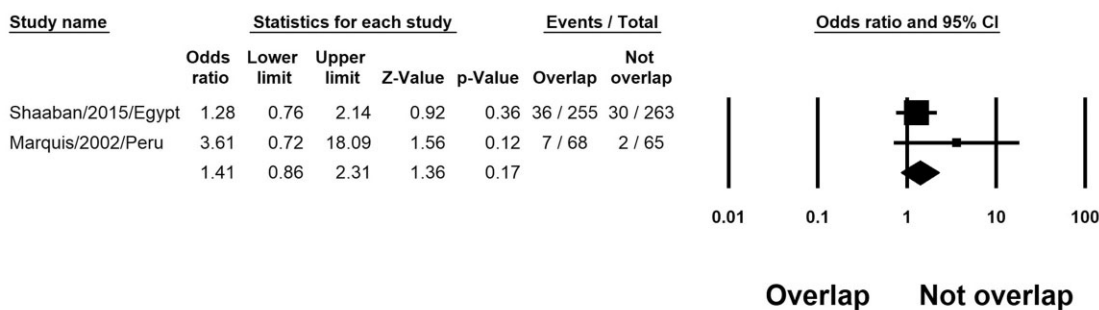 Study name Statistics for each study Events / Total Odds ratio and 95% CI
Odds Lower Upper Not
ratio limit limit Z-Value p-Value Overlap overlap
Shaaban/2015/Egypt 1.28 0.76 2.14 0.92 0.36 36 / 255 30 / 263
Marquis/2002/Peru 3.61 0.72 18.09 1.56 0.12 7 / 68 2 / 65
1.41 0.86 2.31 1.36 0.17
0.01 0.1 1 10 100
Overlap Not overlap